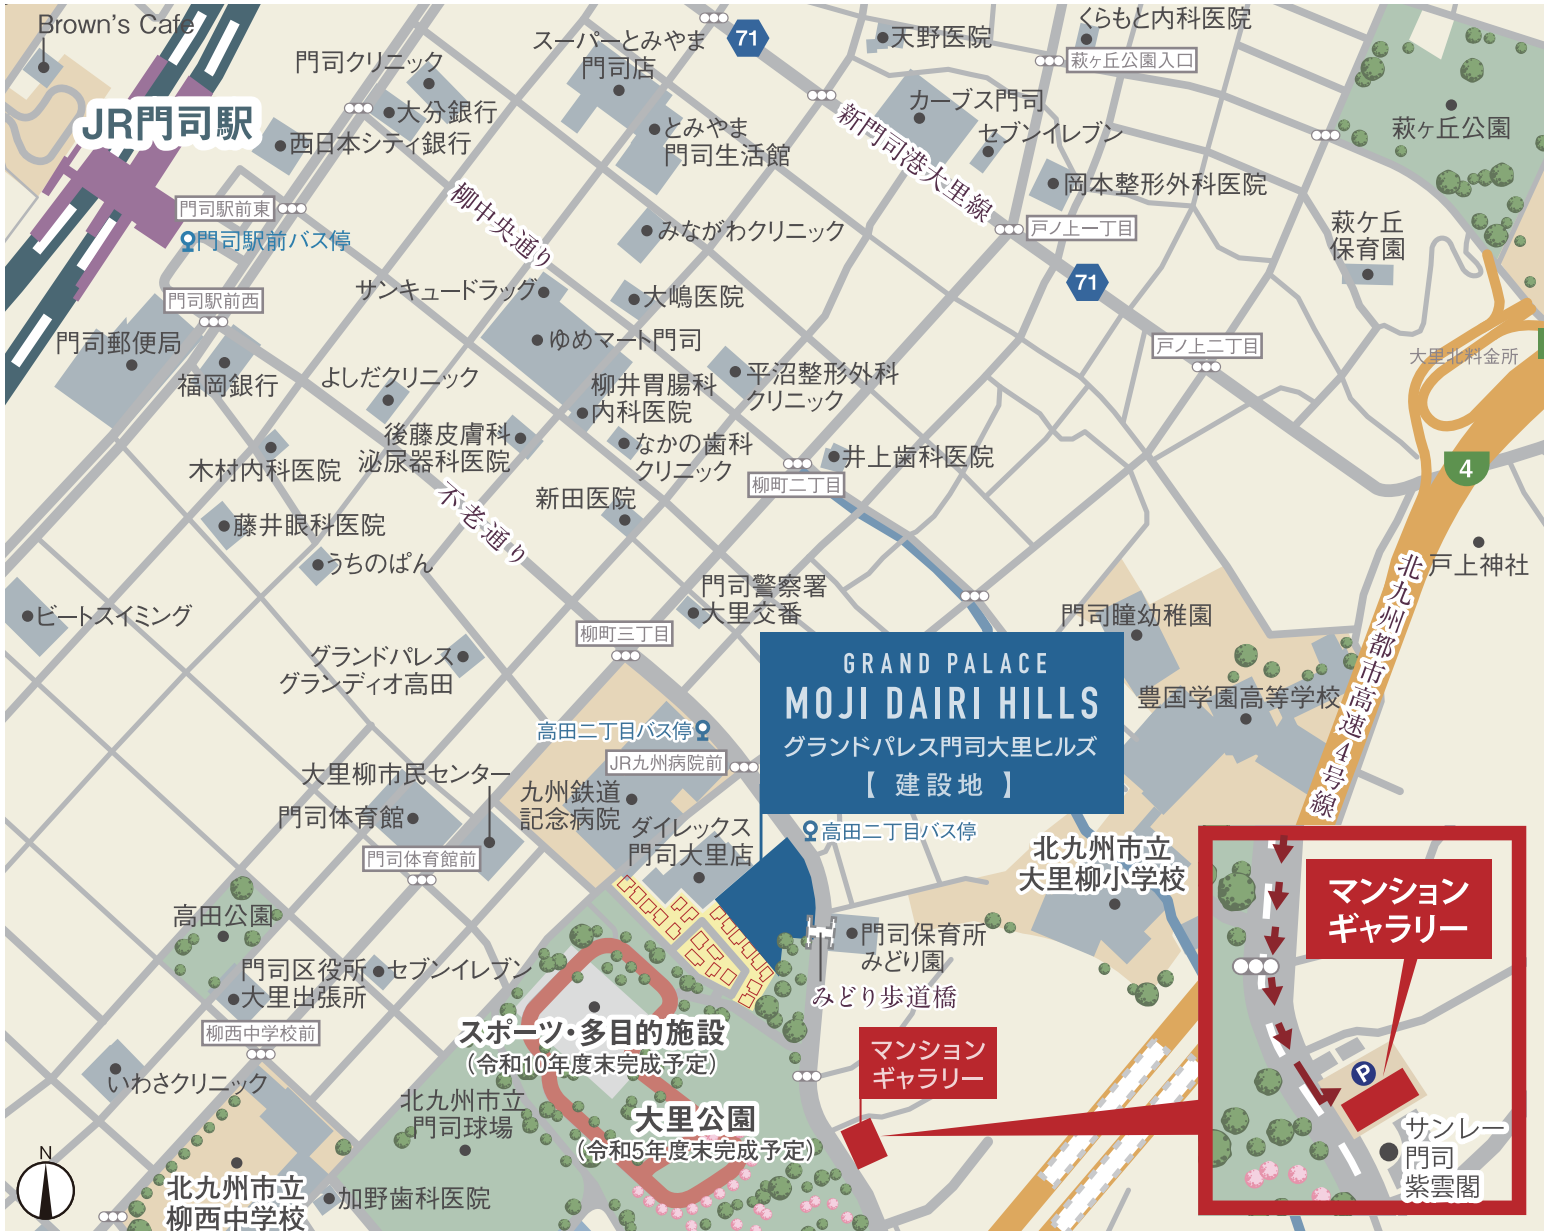 Brown's Cafe
JR門司駅
門司クリニック
大分銀行
西日本シティ銀行
スーパーとみやま
門司店
とみやま
門司生活館
71
天野医院
くらもと内科医院
萩ヶ丘公園入口
カーブス門司
セブンイレブン
新門司港大里線
岡本整形外科医院
萩ヶ丘公園
門司駅前東
門司駅前バス停
柳中央通り
みながわクリニック
戸ノ上一丁目
萩ケ丘
保育園
71
門司駅前西
サンキュードラッグ
大嶋医院
門司郵便局
福岡銀行
ゆめマート門司
戸ノ上二丁目
大里北料金所
よしだクリニック
柳井胃腸科
内科医院
平沼整形外科
クリニック
後藤皮膚科
泌尿器科医院
なかの歯科
クリニック
井上歯科医院
木村内科医院
柳町二丁目
4
不老通り
新田医院
藤井眼科医院
うちのぱん
戸上神社
北九州都市高速4号線
ビートスイミング
門司警察署
大里交番
門司瞳幼稚園
柳町三丁目
グランドパレス
グランディオ高田
GRAND PALACE
MOJI DAIRI HILLS
グランドパレス門司大里ヒルズ
【 建設地 】
豊国学園高等学校
高田二丁目バス停
JR九州病院前
大里柳市民センター
門司体育館
九州鉄道
記念病院
ダイレックス
門司大里店
高田二丁目バス停
門司体育館前
北九州市立
大里柳小学校
高田公園
門司保育所
みどり園
みどり歩道橋
門司区役所
大里出張所
セブンイレブン
柳西中学校前
スポーツ・多目的施設
(令和10年度末完成予定)
いわさクリニック
北九州市立
門司球場
大里公園
(令和5年度末完成予定)
マンション
ギャラリー
マンション
ギャラリー
P
サンレー
門司
紫雲閣
N
北九州市立
柳西中学校
加野歯科医院